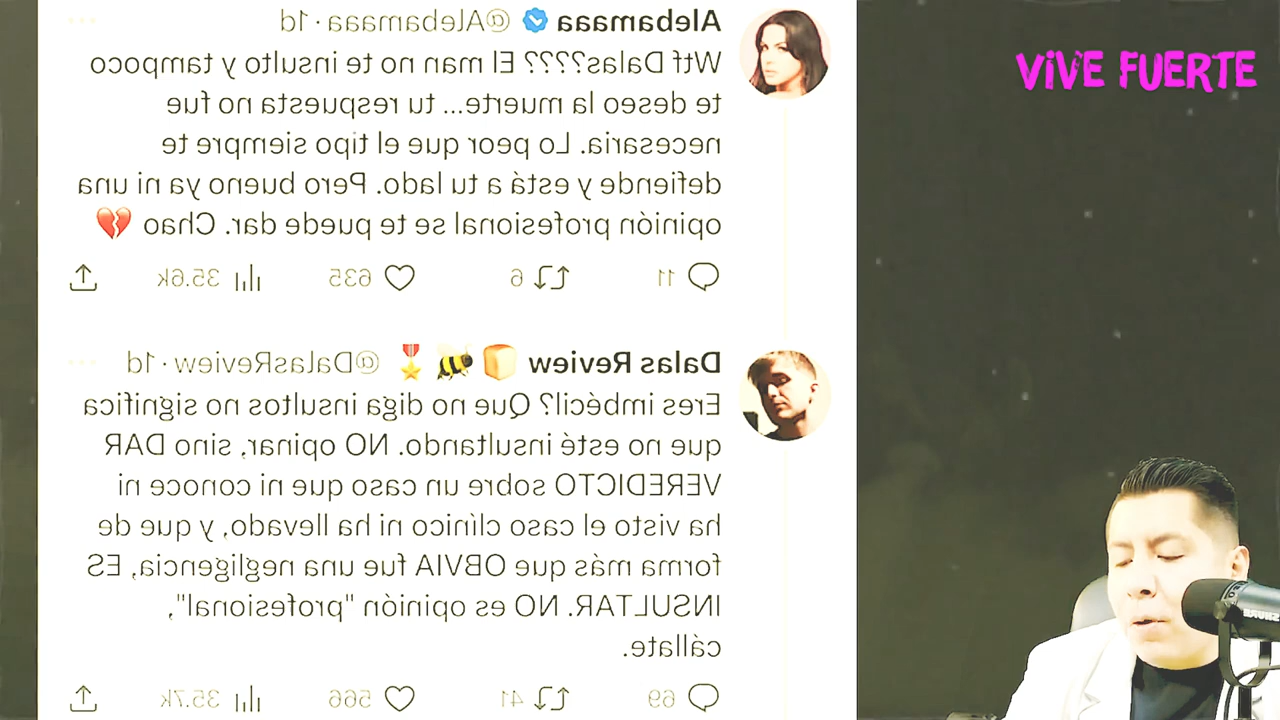 Alebamaaa @Alebamaaa · 1d
Wtf Dalas???? El man no te insulto y tampoco
te deseo la muerte... tu respuesta no fue
necesaria. Lo peor que el tipo siempre te
defiende y está a tu lado. Pero bueno ya ni una
opinión profesional se te puede dar. Chao 💔
11 6 635 35.6k
Dalas Review 🍞🐝🎖️ @DalasReview · 1d
Eres imbécil? Que no diga insultos no significa
que no esté insultando. NO opinar, sino DAR
VEREDICTO sobre un caso que ni conoce ni
ha visto el caso clínico ni ha llevado, y que de
forma más que OBVIA fue una negligencia, ES
INSULTAR. NO es opinión "profesional",
cállate.
69 41 566 35.7k
VIVE FUERTE
SHURE